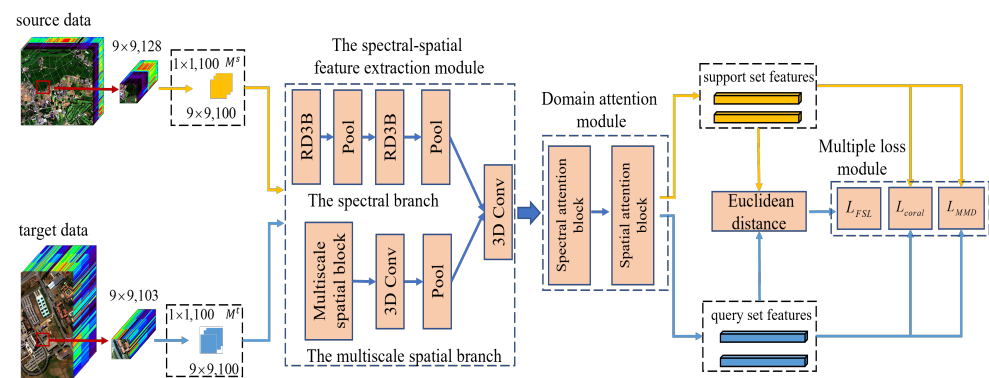 source data
9×9,128
1×1,100 Mˢ
9×9,100
The spectral-spatial
feature extraction module
RD3B
Pool
RD3B
Pool
The spectral branch
3D Conv
Multiscale
spatial block
3D Conv
Pool
The multiscale spatial branch
target data
9×9,103
1×1,100 Mᵗ
9×9,100
Domain attention
module
Spectral attention
block
Spatial attention
block
support set features
Euclidean
distance
query set features
Multiple loss
module
L_FSL
L_coral
L_MMD